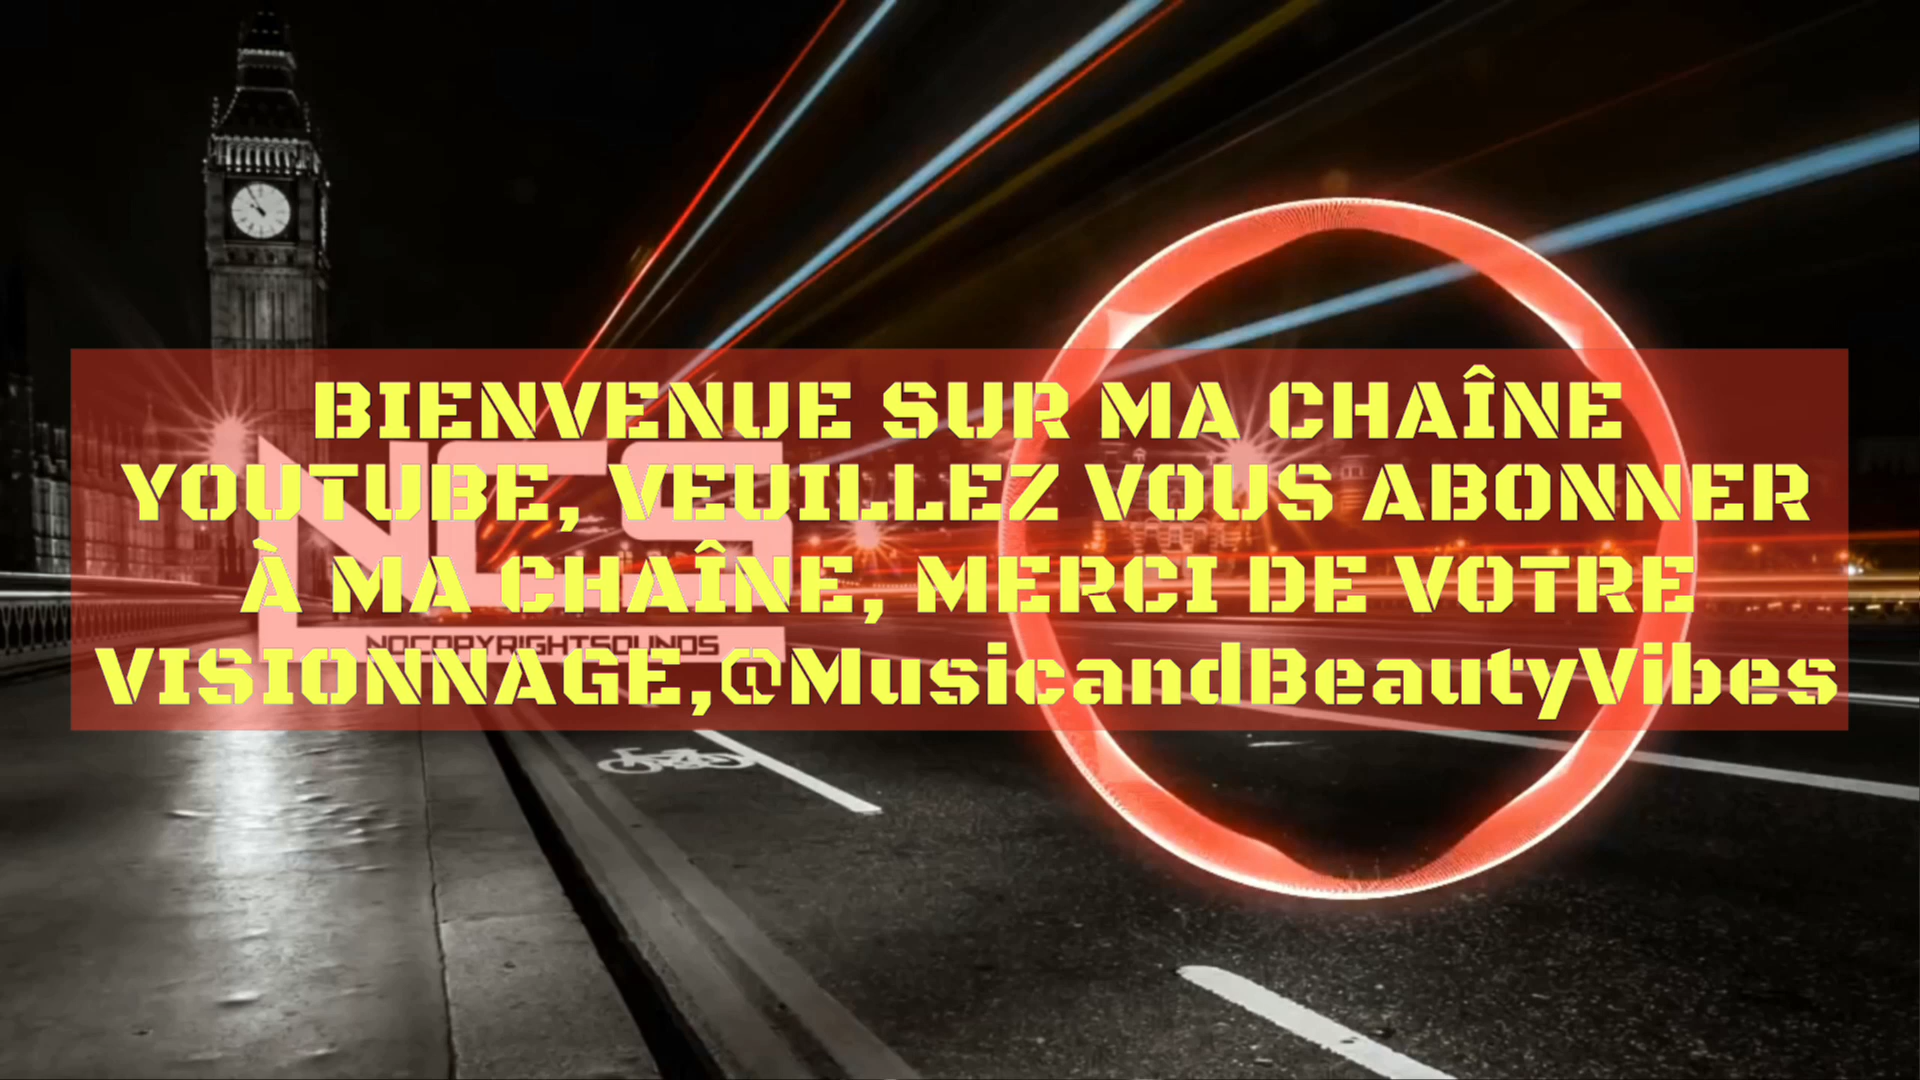 BIENVENUE SUR MA CHAÎNE
YOUTUBE, VEUILLEZ VOUS ABONNER
À MA CHAÎNE, MERCI DE VOTRE
VISIONNAGE,@MusicandBeautyVibes
NCS
NOCOPYRIGHTSOUNDS